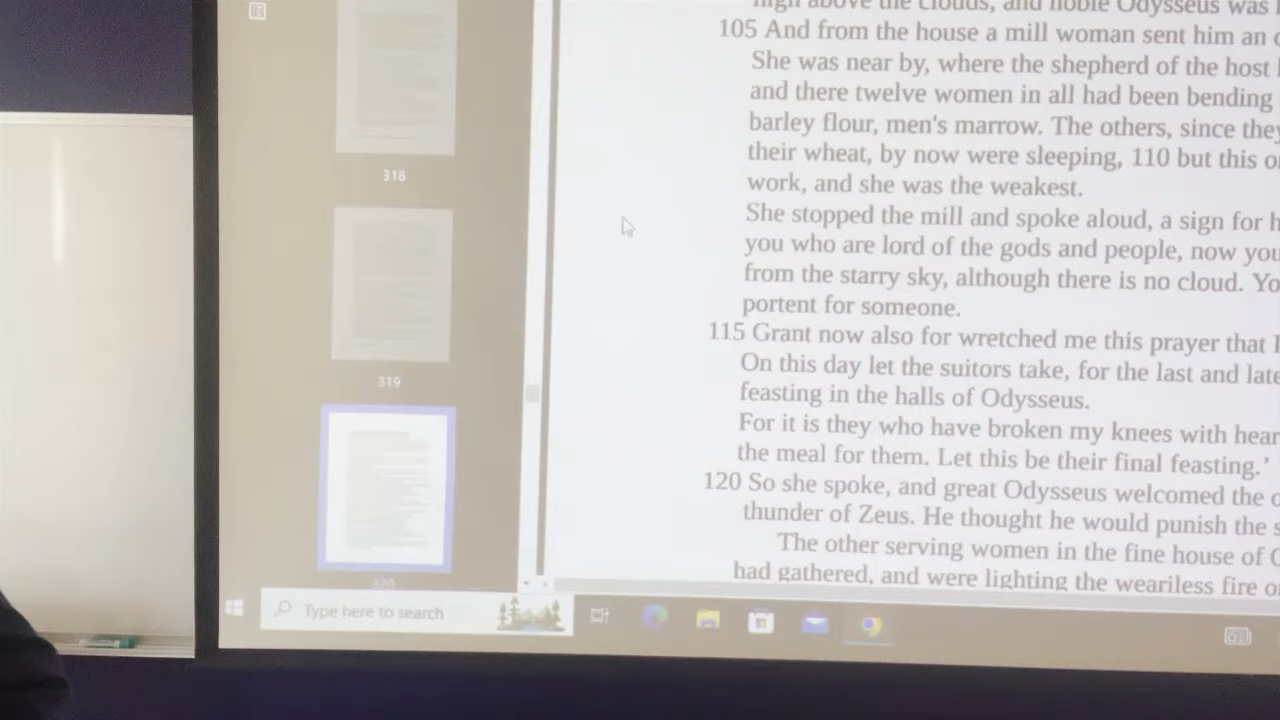 high above the clouds, and noble Odysseus was
105 And from the house a mill woman sent him an
She was near by, where the shepherd of the host
and there twelve women in all had been bending
barley flour, men's marrow. The others, since they
their wheat, by now were sleeping, 110 but this
work, and she was the weakest.
She stopped the mill and spoke aloud, a sign for
you who are lord of the gods and people, now you
from the starry sky, although there is no cloud.
portent for someone.
115 Grant now also for wretched me this prayer that I
On this day let the suitors take, for the last and
feasting in the halls of Odysseus.
For it is they who have broken my knees with
the meal for them. Let this be their final feasting.’
120 So she spoke, and great Odysseus welcomed the
thunder of Zeus. He thought he would punish the
The other serving women in the fine house of
had gathered, and were lighting the weariless fire
318
319
320
Type here to search